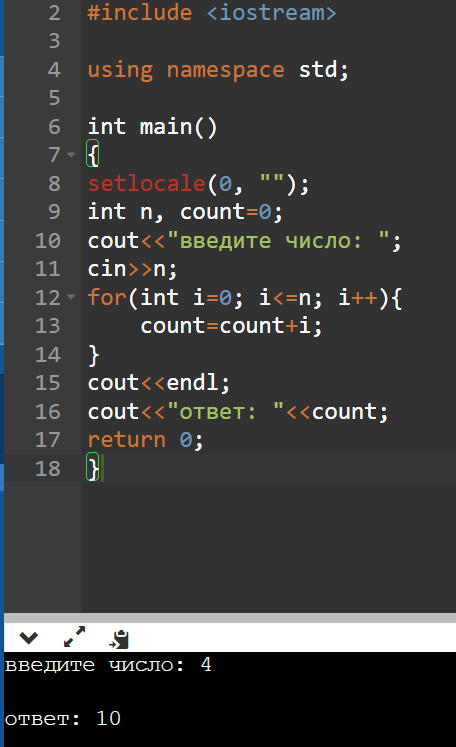 2 #include <iostream>
3
4 using namespace std;
5
6 int main()
7 {
8 setlocale(0, "");
9 int n, count=0;
10 cout<<"введите число: ";
11 cin>>n;
12 for(int i=0; i<=n; i++){
13     count=count+i;
14 }
15 cout<<endl;
16 cout<<"ответ: "<<count;
17 return 0;
18 }
введите число: 4
ответ: 10